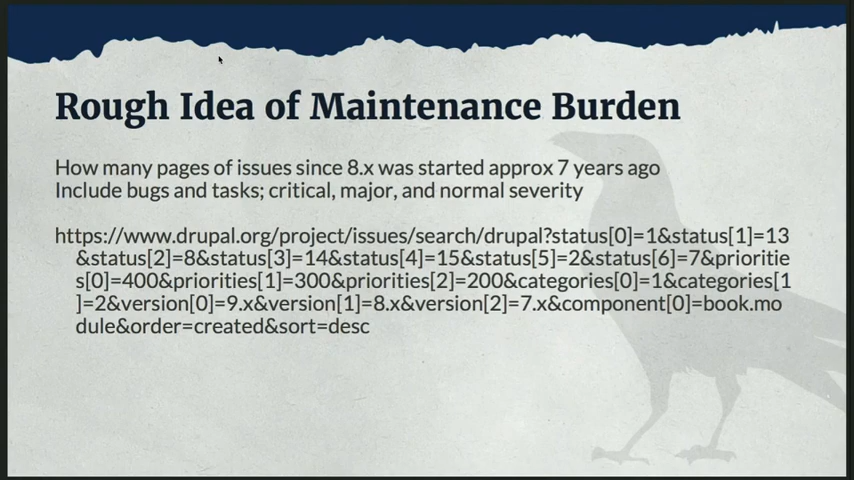 Rough Idea of Maintenance Burden
How many pages of issues since 8.x was started approx 7 years ago
Include bugs and tasks; critical, major, and normal severity
https://www.drupal.org/project/issues/search/drupal?status[0]=1&status[1]=13
&status[2]=8&status[3]=14&status[4]=15&status[5]=2&status[6]=7&prioritie
s[0]=400&priorities[1]=300&priorities[2]=200&categories[0]=1&categories[1
]=2&version[0]=9.x&version[1]=8.x&version[2]=7.x&component[0]=book.mo
dule&order=created&sort=desc